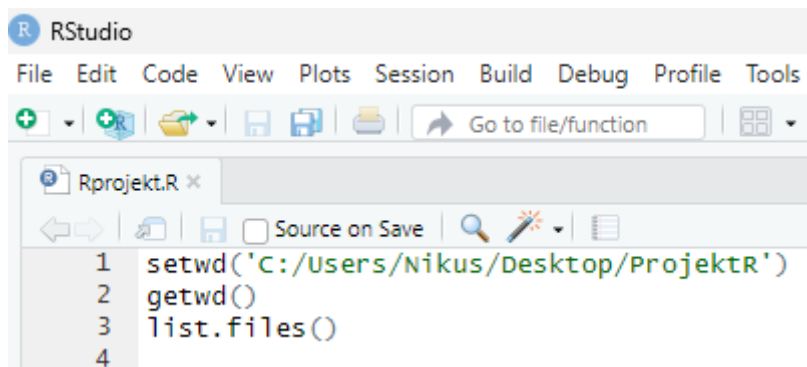 RStudio
File Edit Code View Plots Session Build Debug Profile Tools
Go to file/function
Rprojekt.R
Source on Save
1 setwd('C:/Users/Nikus/Desktop/ProjektR')
2 getwd()
3 list.files()
4